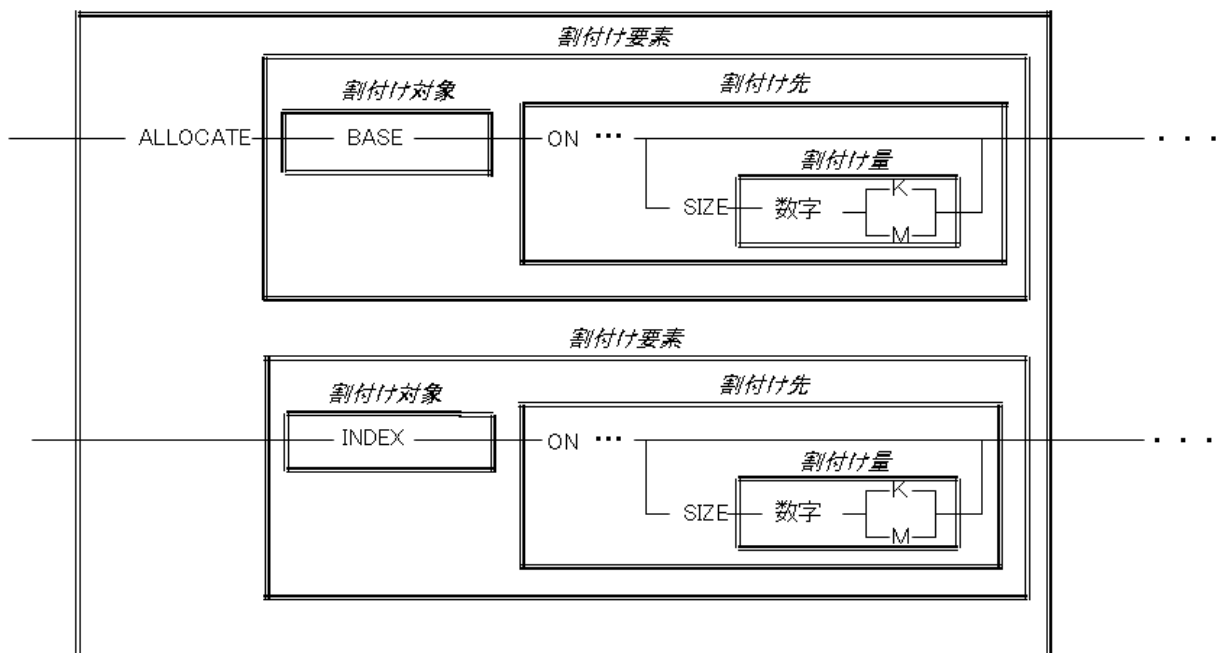 割付け要素
割付け対象 割付け先
ALLOCATE BASE ON ・・・ ・・・
割付け量
SIZE 数字 K M
割付け要素
割付け対象 割付け先
INDEX ON ・・・ ・・・
割付け量
SIZE 数字 K M